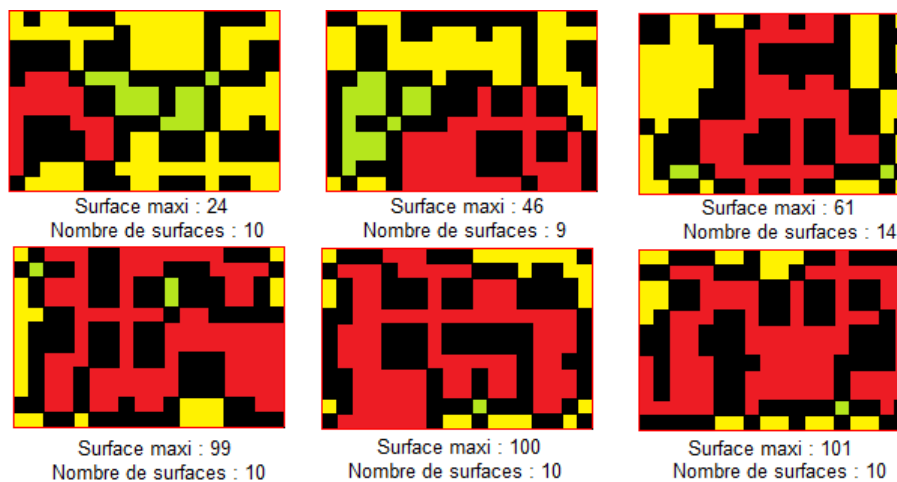 Surface maxi : 24
Nombre de surfaces : 10
Surface maxi : 46
Nombre de surfaces : 9
Surface maxi : 61
Nombre de surfaces : 14
Surface maxi : 99
Nombre de surfaces : 10
Surface maxi : 100
Nombre de surfaces : 10
Surface maxi : 101
Nombre de surfaces : 10